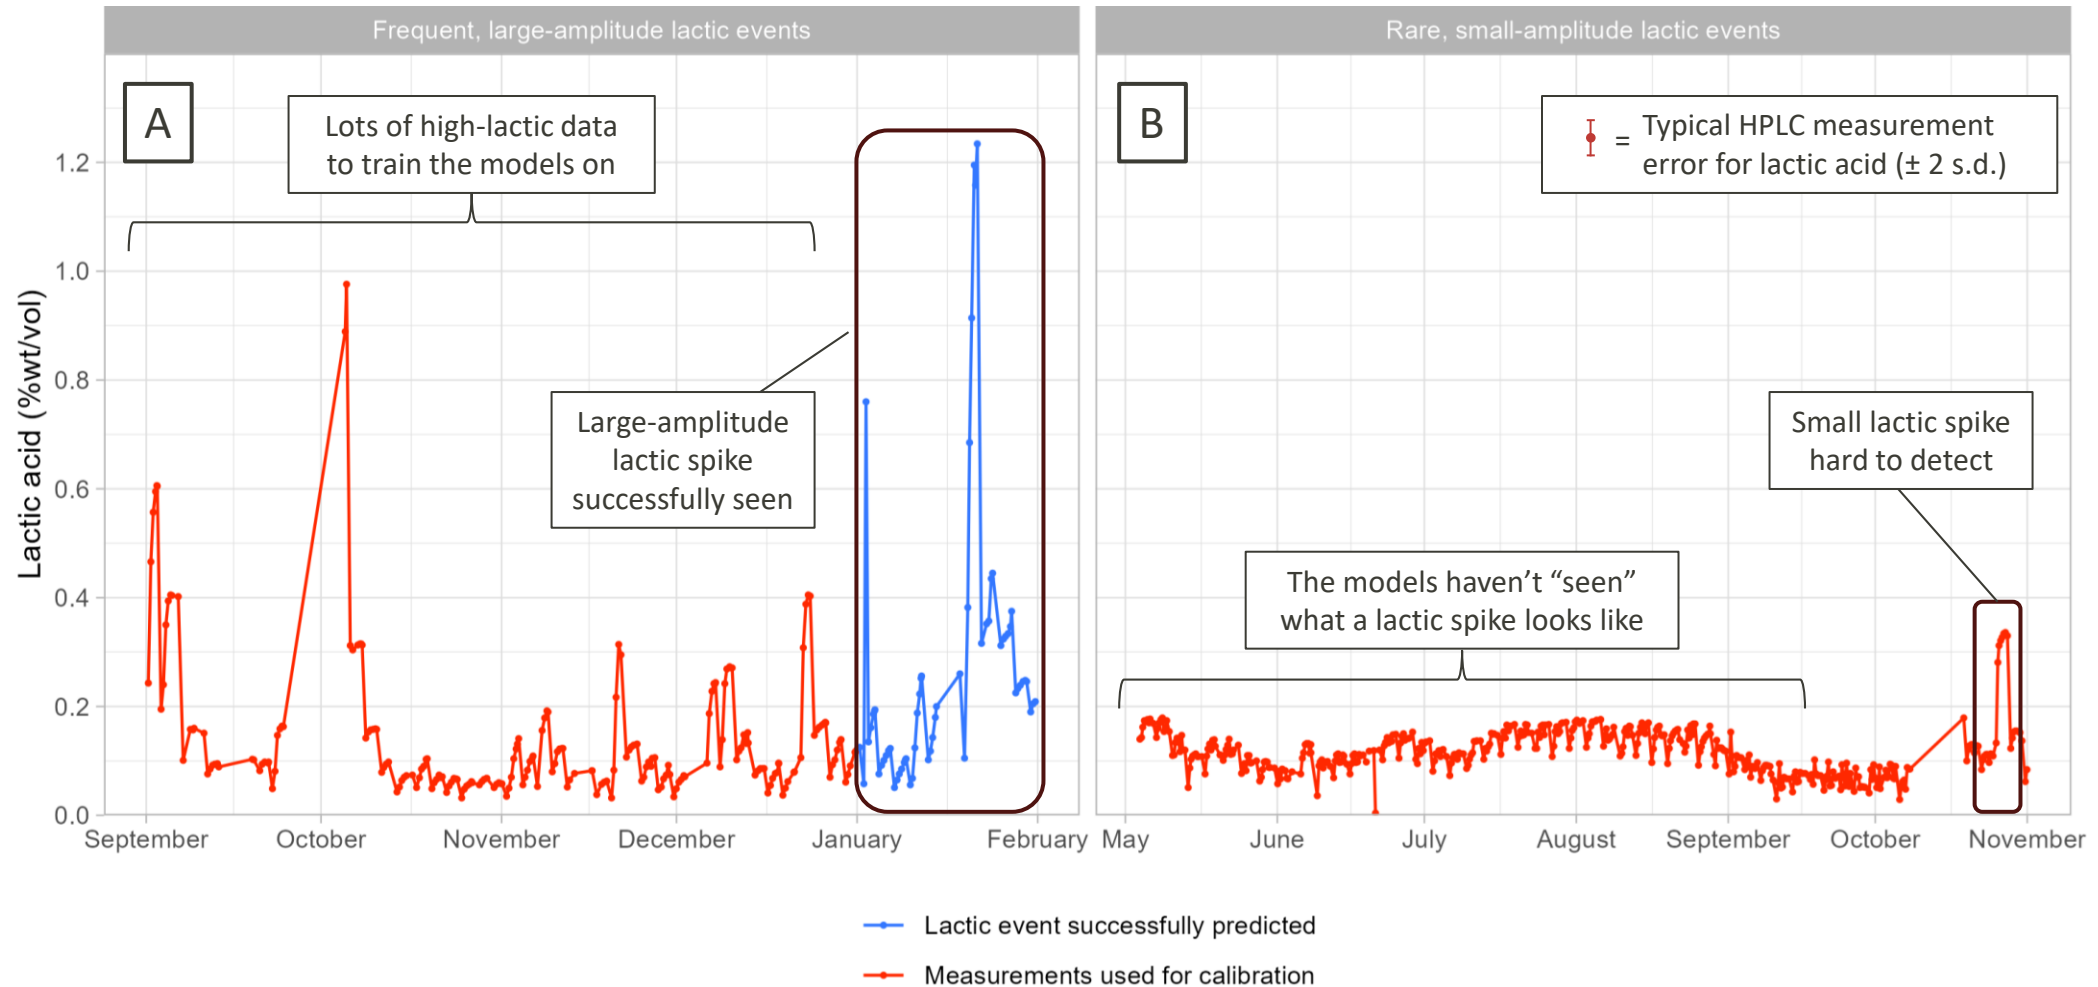 Frequent, large-amplitude lactic events
Rare, small-amplitude lactic events
A
Lots of high-lactic data
to train the models on
B
=
Typical HPLC measurement
error for lactic acid (± 2 s.d.)
Large-amplitude
lactic spike
successfully seen
Small lactic spike
hard to detect
The models haven’t “seen”
what a lactic spike looks like
Lactic acid (%wt/vol)
1.2
1.0
0.8
0.6
0.4
0.2
0.0
September October November December January February
May June July August September October November
Lactic event successfully predicted
Measurements used for calibration